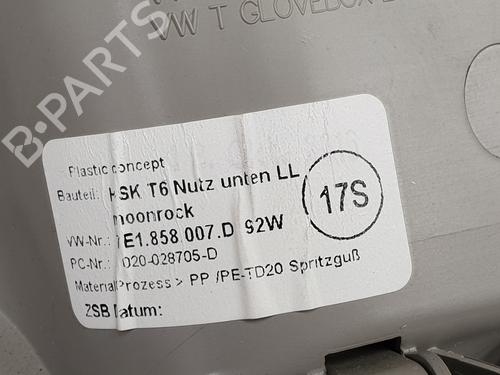 VW T GLOVEBOX
B-PARTS
Plastic concept
Bauteil: HSK T6 Nutz unten LL
moonrock
17S
VW-Nr.: 7E1.858.007.D 92W
PC-Nr.: 020-028705-D
Material/Prozess > PP/PE-TD20 Spritzguß
ZSB Datum: